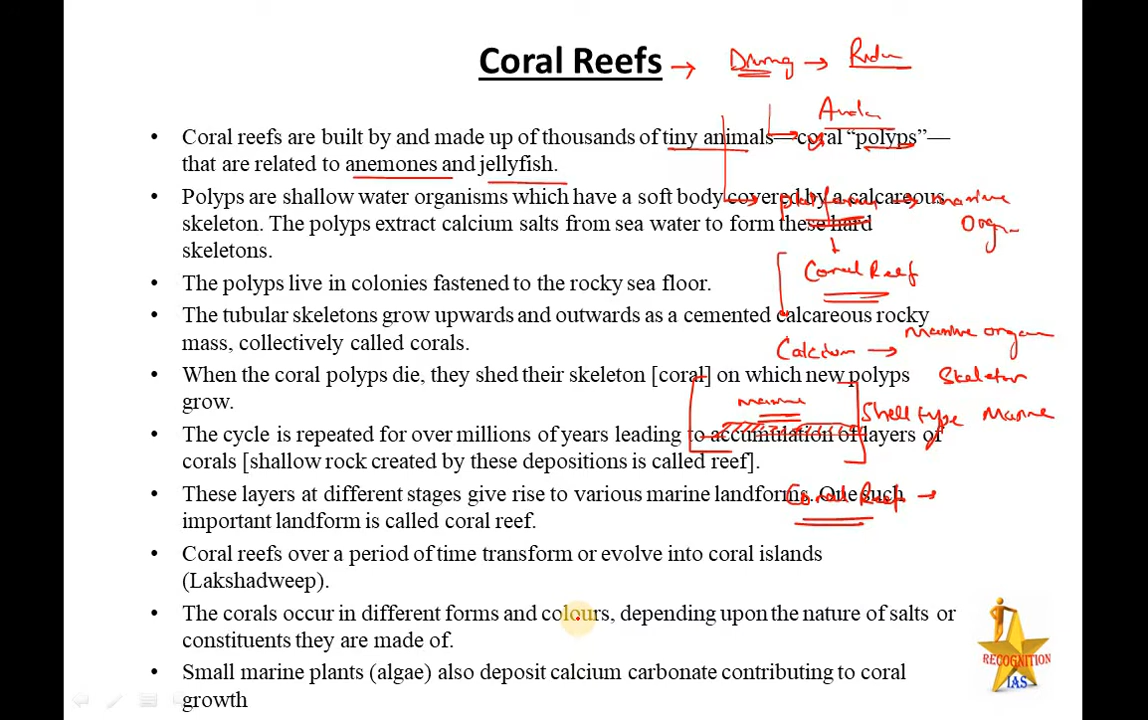 Coral Reefs →
• Coral reefs are built by and made up of thousands of tiny animals—coral “polyps”—
that are related to anemones and jellyfish.
• Polyps are shallow water organisms which have a soft body covered by a calcareous
skeleton. The polyps extract calcium salts from sea water to form these hard
skeletons.
marine
Coral Reef
• The polyps live in colonies fastened to the rocky sea floor.
• The tubular skeletons grow upwards and outwards as a cemented calcareous rocky
mass, collectively called corals.
Calcium → Marine organ
Skeleton
• When the coral polyps die, they shed their skeleton [coral] on which new polyps
grow.
marine
Shell type Marine
• The cycle is repeated for over millions of years leading to accumulation of layers of
corals [shallow rock created by these depositions is called reef].
• These layers at different stages give rise to various marine landforms. One such
important landform is called coral reef.
Coral Reef →
• Coral reefs over a period of time transform or evolve into coral islands
(Lakshadweep).
• The corals occur in different forms and colours, depending upon the nature of salts or
constituents they are made of.
• Small marine plants (algae) also deposit calcium carbonate contributing to coral
growth
RECOGNITION
IAS